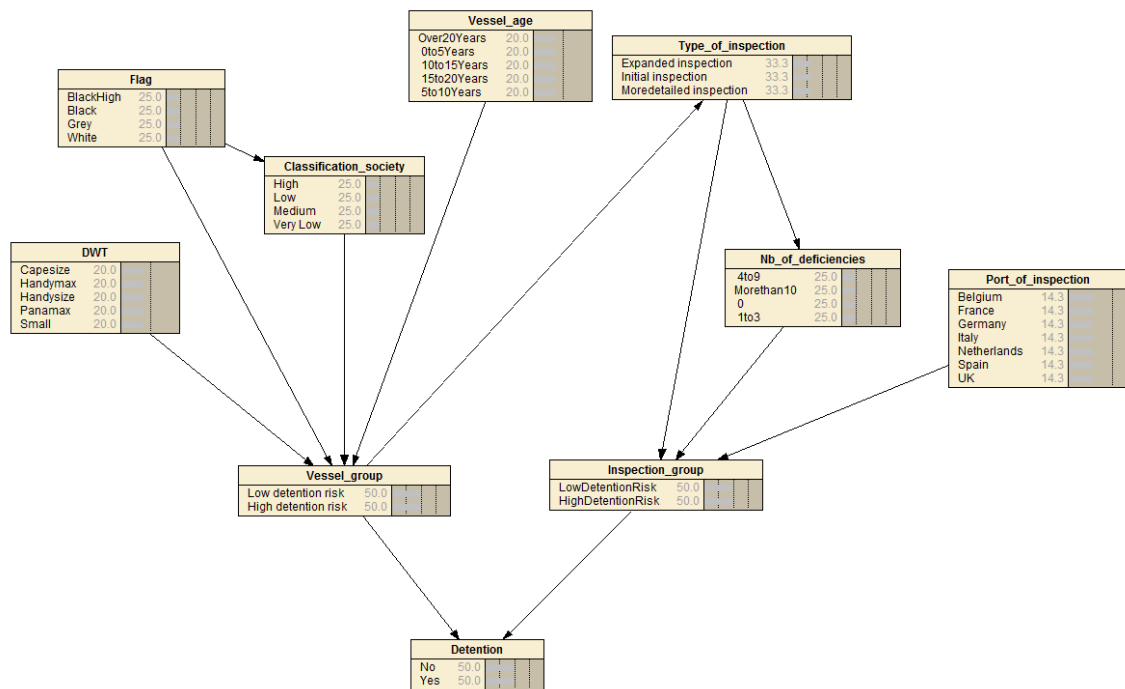 Vessel_age
Over20Years 20.0
0to5Years 20.0
10to15Years 20.0
15to20Years 20.0
5to10Years 20.0
Type_of_inspection
Expanded inspection 33.3
Initial inspection 33.3
Moredetailed inspection 33.3
Flag
BlackHigh 25.0
Black 25.0
Grey 25.0
White 25.0
Classification_society
High 25.0
Low 25.0
Medium 25.0
Very Low 25.0
DWT
Capesize 20.0
Handymax 20.0
Handysize 20.0
Panamax 20.0
Small 20.0
Nb_of_deficiencies
4to9 25.0
Morethan10 25.0
0 25.0
1to3 25.0
Port_of_inspection
Belgium 14.3
France 14.3
Germany 14.3
Italy 14.3
Netherlands 14.3
Spain 14.3
UK 14.3
Vessel_group
Low detention risk 50.0
High detention risk 50.0
Inspection_group
LowDetentionRisk 50.0
HighDetentionRisk 50.0
Detention
No 50.0
Yes 50.0